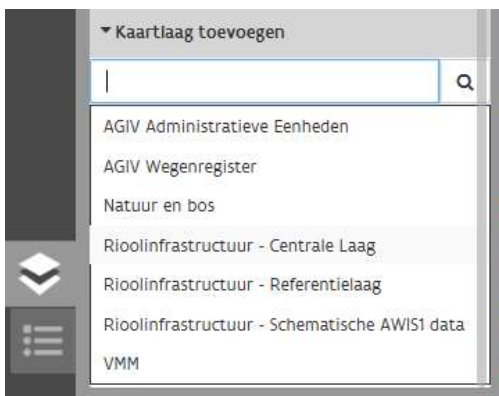 Kaartlaag toevoegen
AGIV Administratieve Eenheden
AGIV Wegenregister
Natuur en bos
Rioolinfrastructuur - Centrale Laag
Rioolinfrastructuur - Referentielaag
Rioolinfrastructuur - Schematische AWIS1 data
VMM